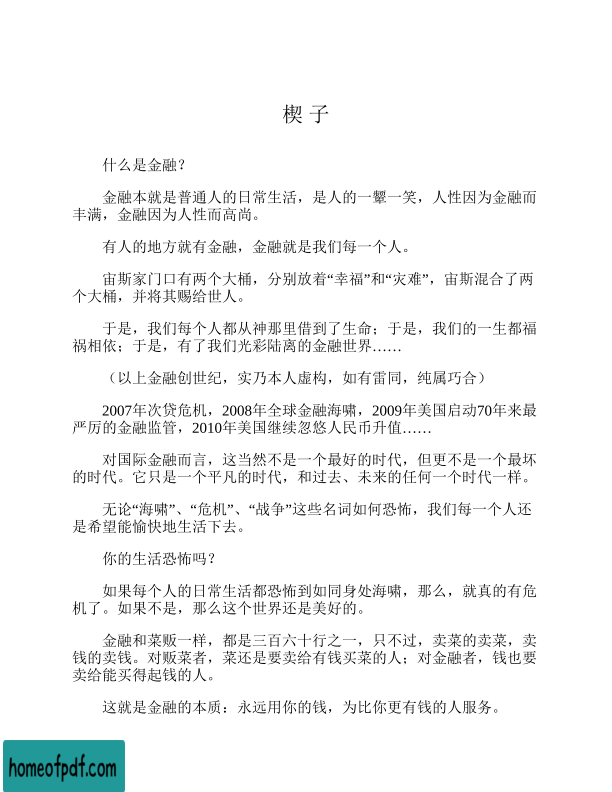 楔 子
什么是金融？
金融本就是普通人的日常生活，是人的一颦一笑，人性因为金融而
丰满，金融因为人性而高尚。
有人的地方就有金融，金融就是我们每一个人。
宙斯家门口有两个大桶，分别放着“幸福”和“灾难”，宙斯混合了两
个大桶，并将其赐给世人。
于是，我们每个人都从神那里借到了生命；于是，我们的一生都福
祸相依；于是，有了我们光彩陆离的金融世界……
（以上金融创世纪，实乃本人虚构，如有雷同，纯属巧合）
2007年次贷危机，2008年全球金融海啸，2009年美国启动70年来最
严厉的金融监管，2010年美国继续忽悠人民币升值……
对国际金融而言，这当然不是一个最好的时代，但更不是一个最坏
的时代。它只是一个平凡的时代，和过去、未来的任何一个时代一样。
无论“海啸”、“危机”、“战争”这些名词如何恐怖，我们每一个人还
是希望能愉快地生活下去。
你的生活恐怖吗？
如果每个人的日常生活都恐怖到如同身处海啸，那么，就真的有危
机了。如果不是，那么这个世界还是美好的。
金融和菜贩一样，都是三百六十行之一，只不过，卖菜的卖菜，卖
钱的卖钱。对贩菜者，菜还是要卖给有钱买菜的人；对金融者，钱也要
卖给能买得起钱的人。
这就是金融的本质：永远用你的钱，为比你更有钱的人服务。
homeofpdf.com